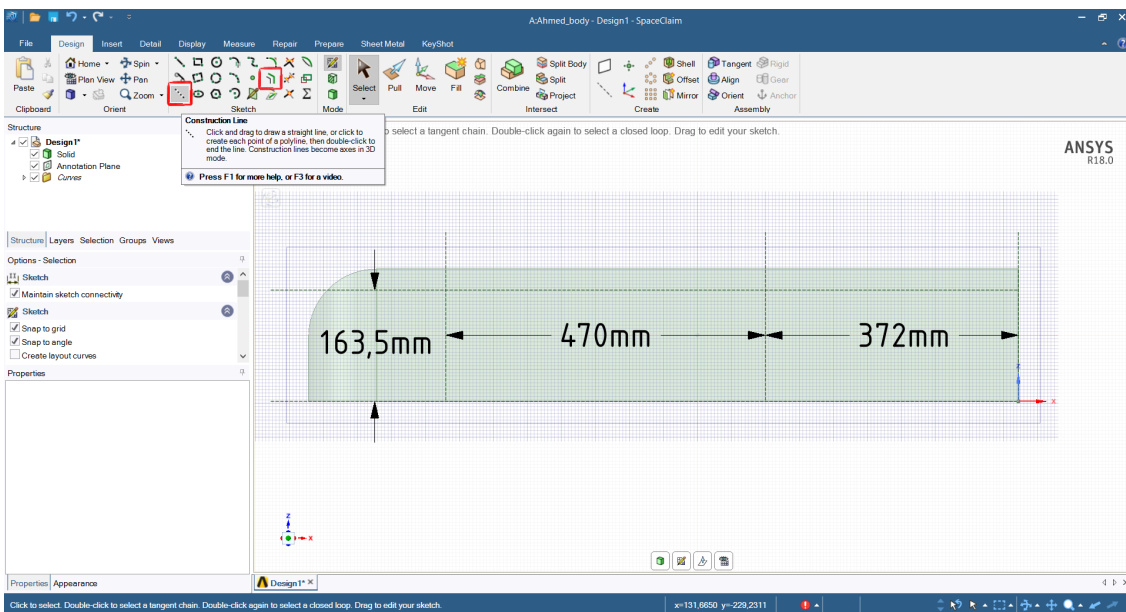 A:Ahmed_body - Design1 - SpaceClaim
File Design Insert Detail Display Measure Repair Prepare Sheet Metal KeyShot
Paste
Home Spin
Plan View Pan
Zoom
Select Pull Move Fill
Combine
Split Body
Split
Project
Shell
Offset
Mirror
Tangent Rigid
Align Gear
Orient Anchor
Clipboard Orient Sketch Mode Edit Intersect Create Assembly
Construction Line
Click and drag to draw a straight line, or click to
create each point of a polyline, then double-click to
end the line. Construction lines become axes in 3D
mode.
Press F1 for more help, or F3 for a video.
o select a tangent chain. Double-click again to select a closed loop. Drag to edit your sketch.
ANSYS
R18.0
Structure
Design1*
Solid
Annotation Plane
Curves
Structure Layers Selection Groups Views
Options - Selection
Sketch
Maintain sketch connectivity
Sketch
Snap to grid
Snap to angle
Create layout curves
Properties
163,5mm
470mm
372mm
z
x
z
x
Properties Appearance
Design1*
Click to select. Double-click to select a tangent chain. Double-click again to select a closed loop. Drag to edit your sketch.
x=131,6650 y=-229,2311